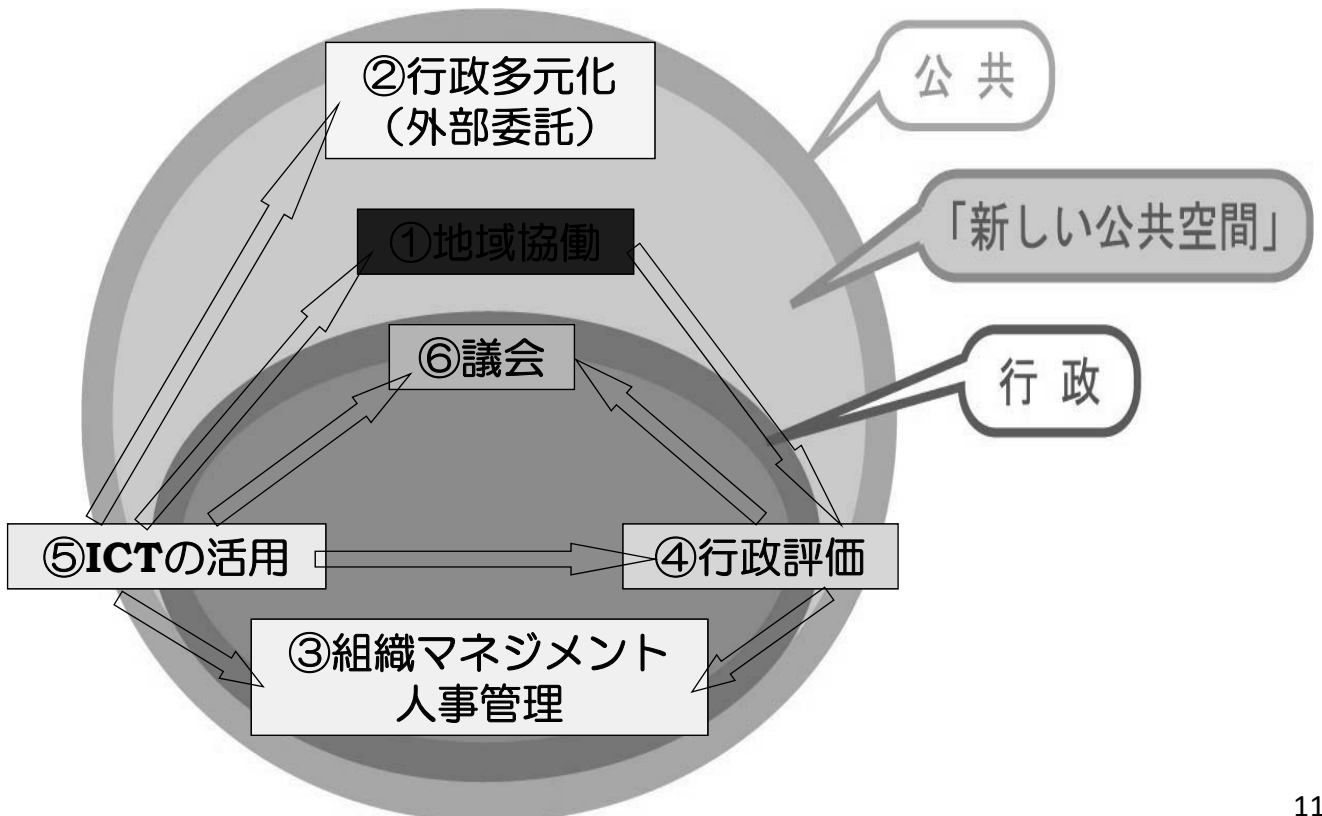 ②行政多元化
（外部委託）
公 共
①地域協働
「新しい公共空間」
⑥議会
行 政
⑤ICTの活用
④行政評価
③組織マネジメント
人事管理
11